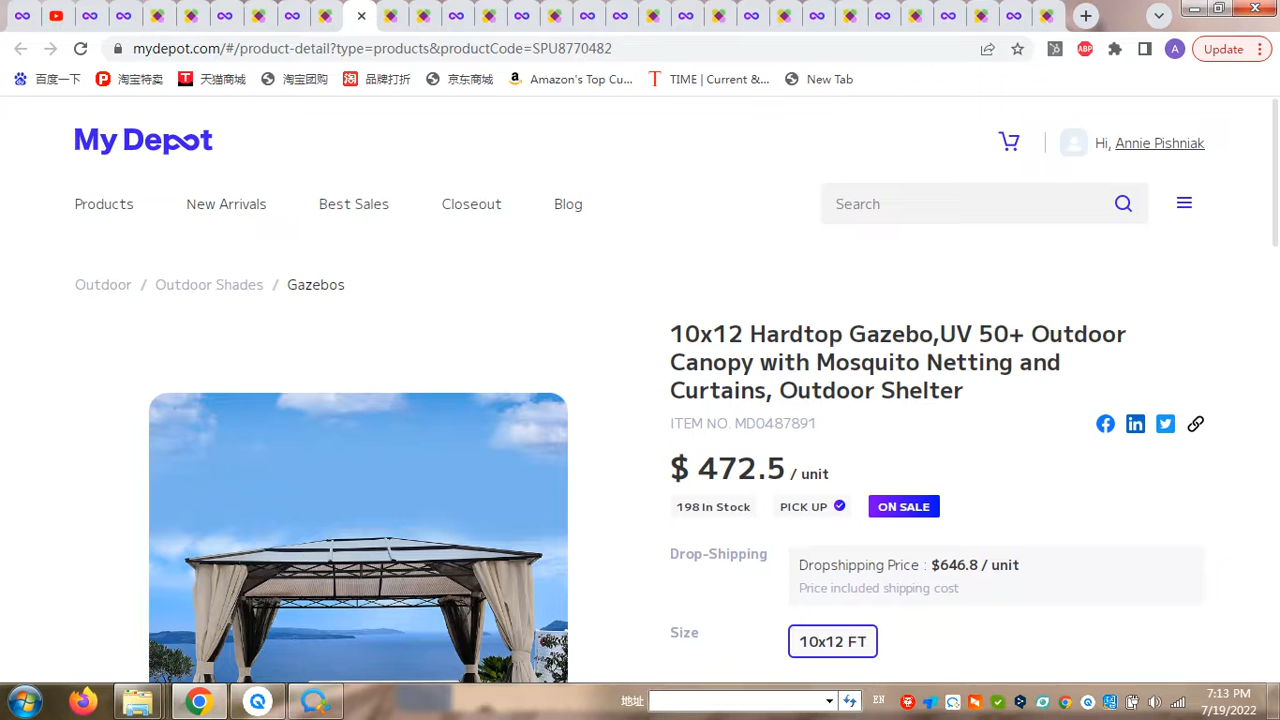 mydepot.com/#/product-detail?type=products&productCode=SPU8770482
ABP
A
Update
百度一下
淘宝特卖
天猫商城
淘宝团购
品牌打折
京东商城
Amazon's Top Cu...
TIME | Current &...
New Tab
My Depot
Hi, Annie Pishniak
Products
New Arrivals
Best Sales
Closeout
Blog
Search
Outdoor / Outdoor Shades / Gazebos
10x12 Hardtop Gazebo,UV 50+ Outdoor
Canopy with Mosquito Netting and
Curtains, Outdoor Shelter
ITEM NO. MD0487891
$ 472.5 / unit
198 In Stock
PICK UP
ON SALE
Drop-Shipping
Dropshipping Price : $646.8 / unit
Price included shipping cost
Size
10x12 FT
地址
EN
7:13 PM
7/19/2022